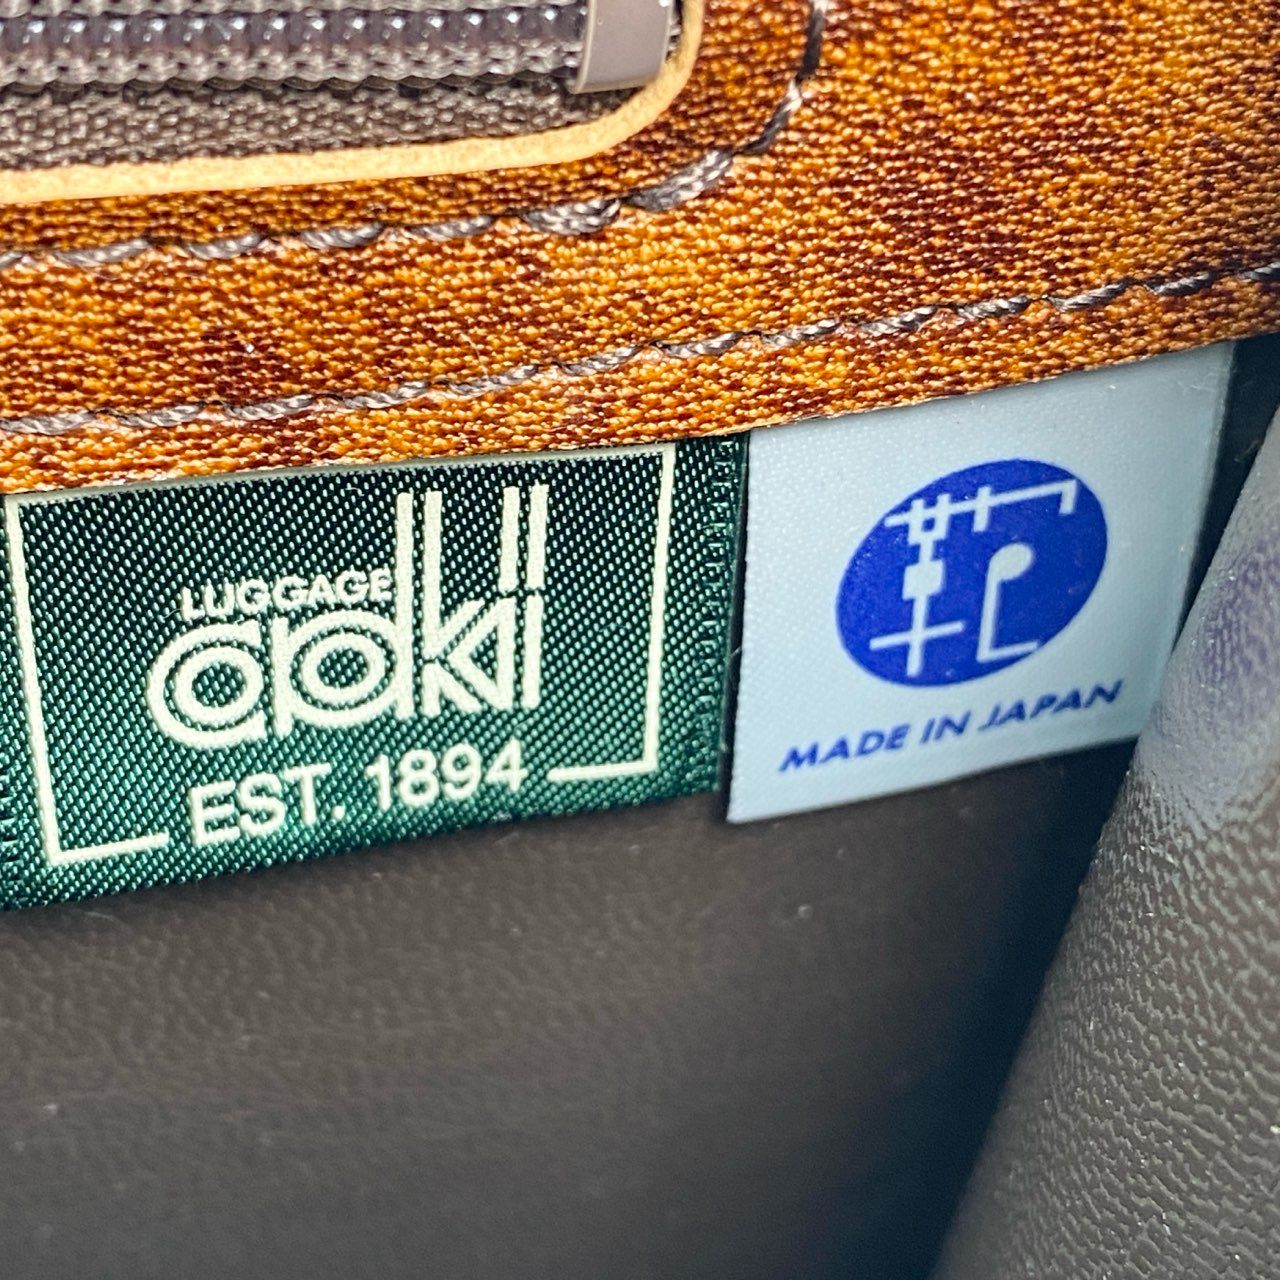 LUGGAGE
aoki
EST. 1894
MADE IN JAPAN